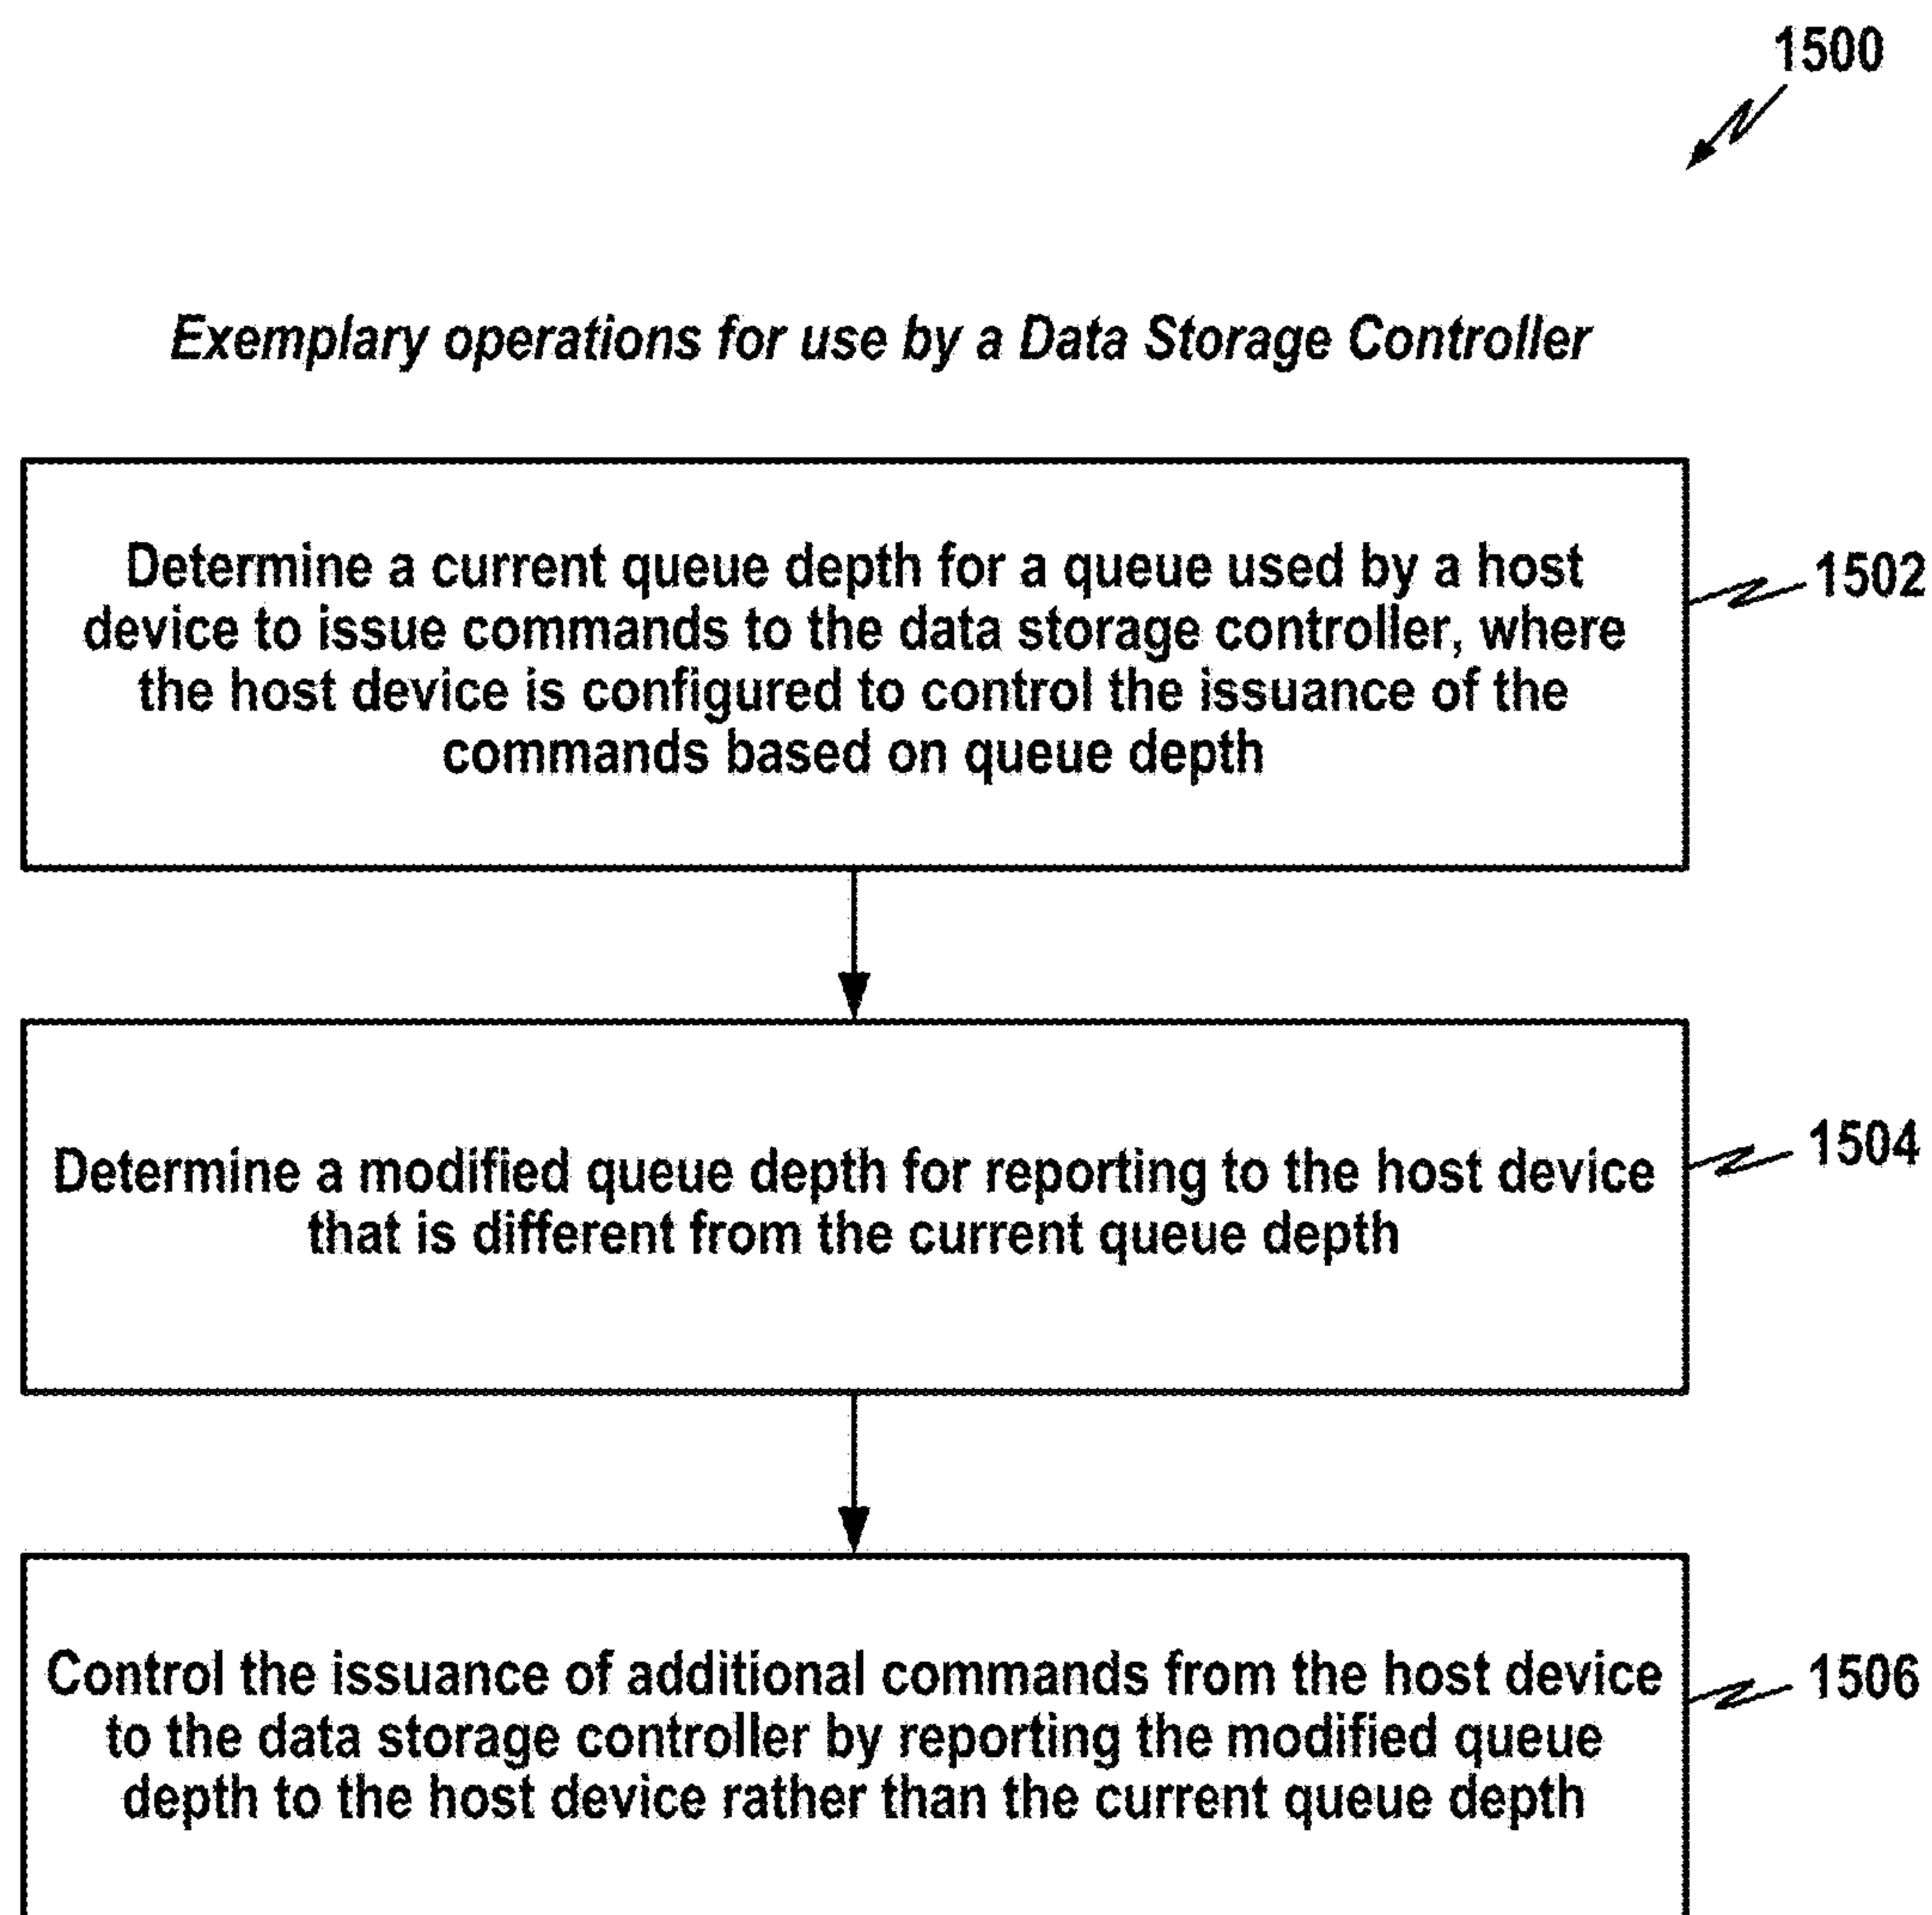 1500
Exemplary operations for use by a Data Storage Controller
Determine a current queue depth for a queue used by a host
device to issue commands to the data storage controller, where
the host device is configured to control the issuance of the
commands based on queue depth
1502
Determine a modified queue depth for reporting to the host device
that is different from the current queue depth
1504
Control the issuance of additional commands from the host device
to the data storage controller by reporting the modified queue
depth to the host device rather than the current queue depth
1506